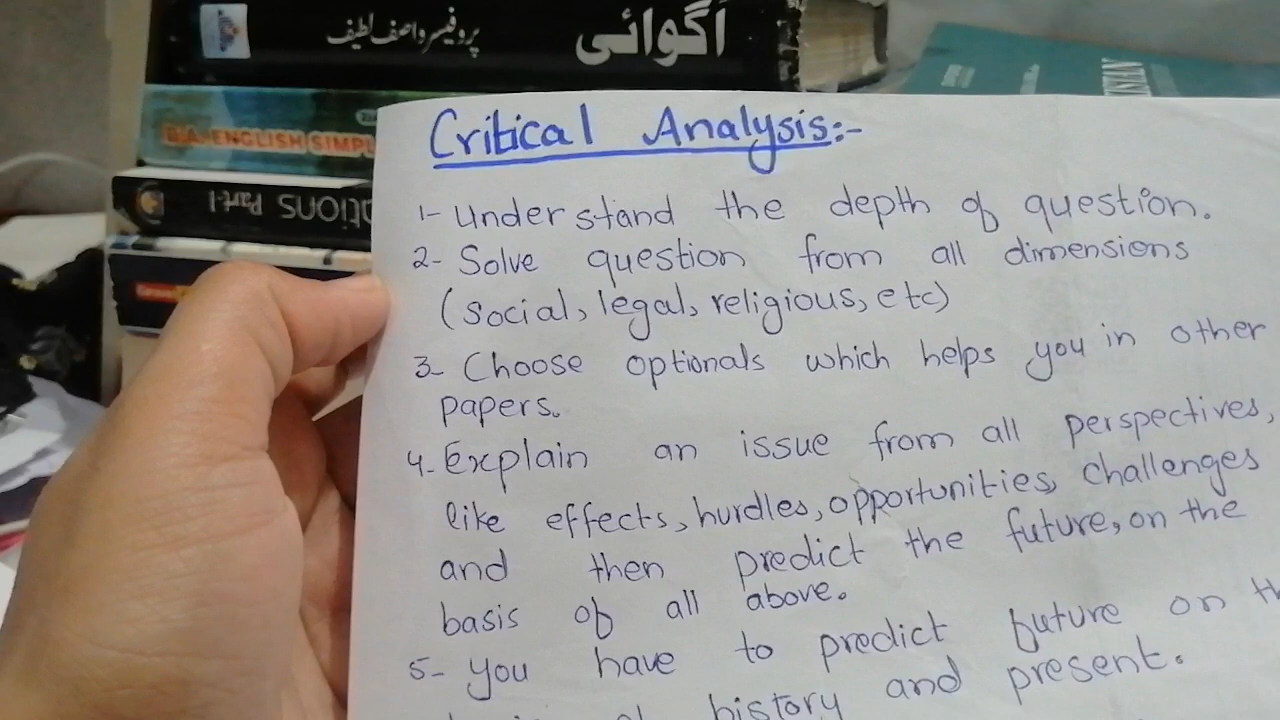 اگوائی
پروفیسر واصف لطیف
B.A. ENGLISH SIMPL
ations Part-I
Critical Analysis:-
1- Understand the depth of question.
2- Solve question from all dimensions
(social, legal, religious, etc)
3- Choose optionals which helps you in other
papers.
4- Explain an issue from all perspectives,
like effects, hurdles, opportunities, challenges
and then predict the future, on the
basis of all above.
5- You have to predict future on th
history and present.